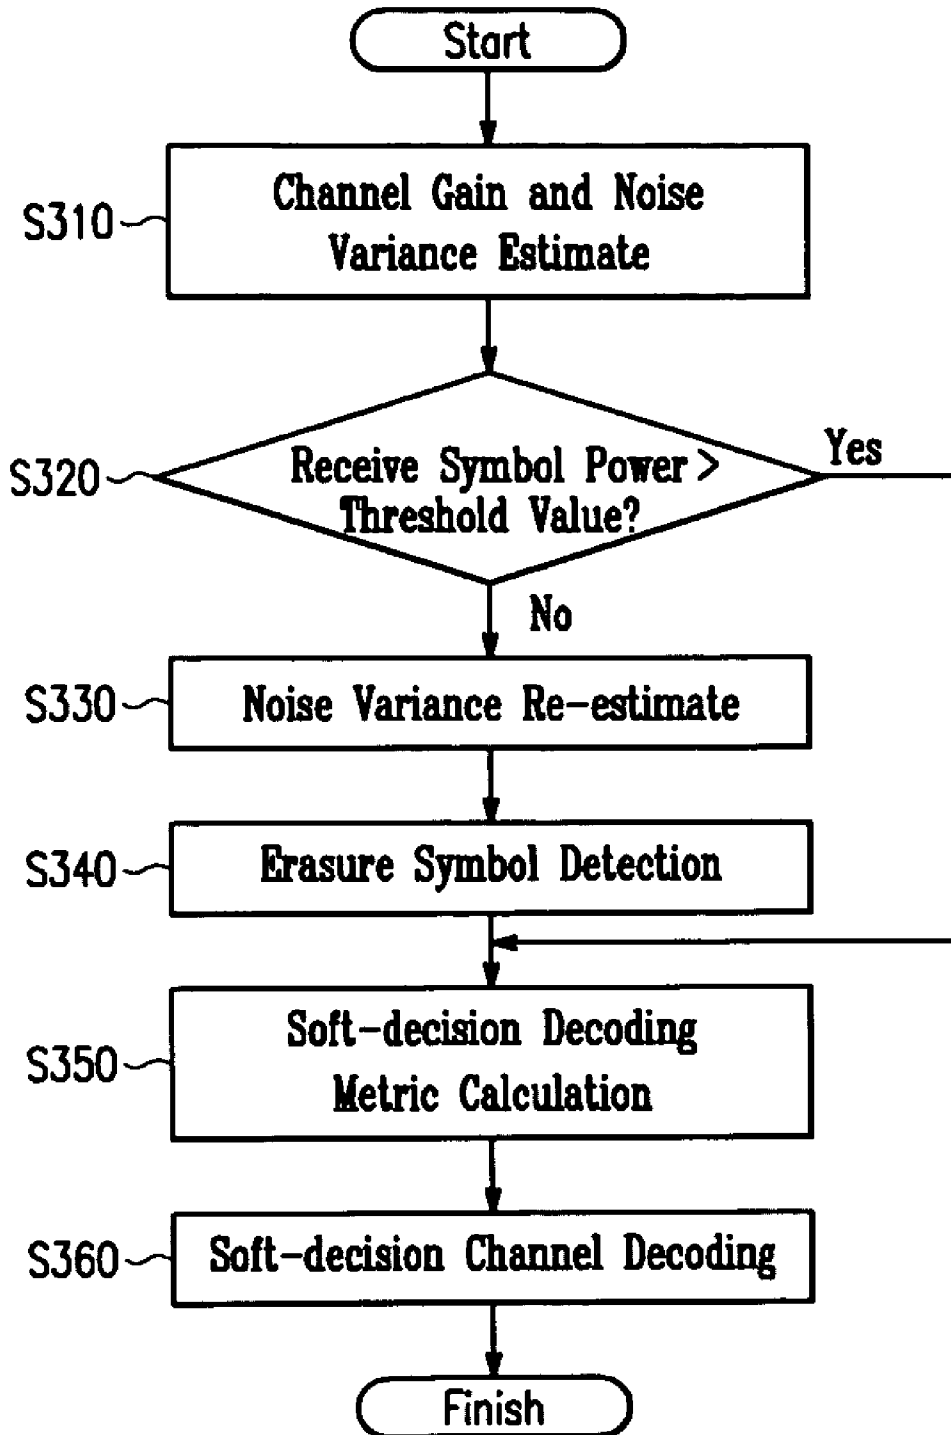 Start
S310
Channel Gain and Noise
Variance Estimate
S320
Receive Symbol Power >
Threshold Value?
Yes
No
S330
Noise Variance Re-estimate
S340
Erasure Symbol Detection
S350
Soft-decision Decoding
Metric Calculation
S360
Soft-decision Channel Decoding
Finish